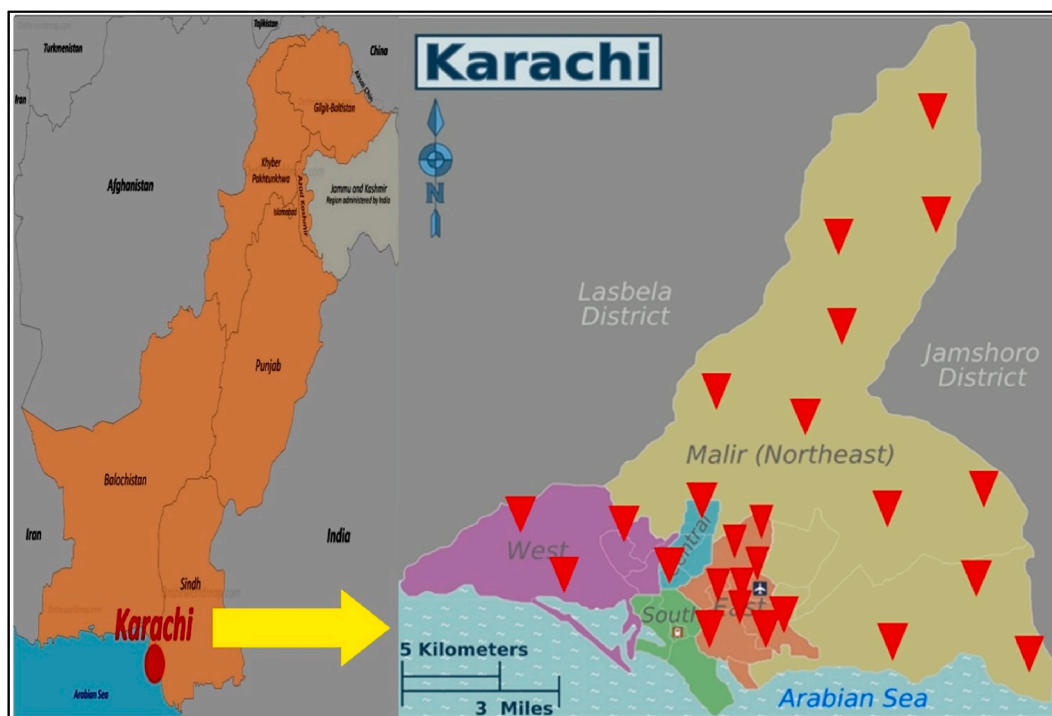 Tajikistan
Turkmenistan
China
Iran
Aksai Chin
Gilgit-Baltistan
Khyber
Pakhtunkhwa
Afghanistan
Azad Kashmir
Jammu and Kashmir
Region administered by India
Islamabad
Punjab
Balochistan
Iran
India
Sindh
Karachi
Arabian Sea
Karachi
N
Lasbela
District
Jamshoro
District
Malir (Northeast)
West
Central
South
East
5 Kilometers
3 Miles
Arabian Sea